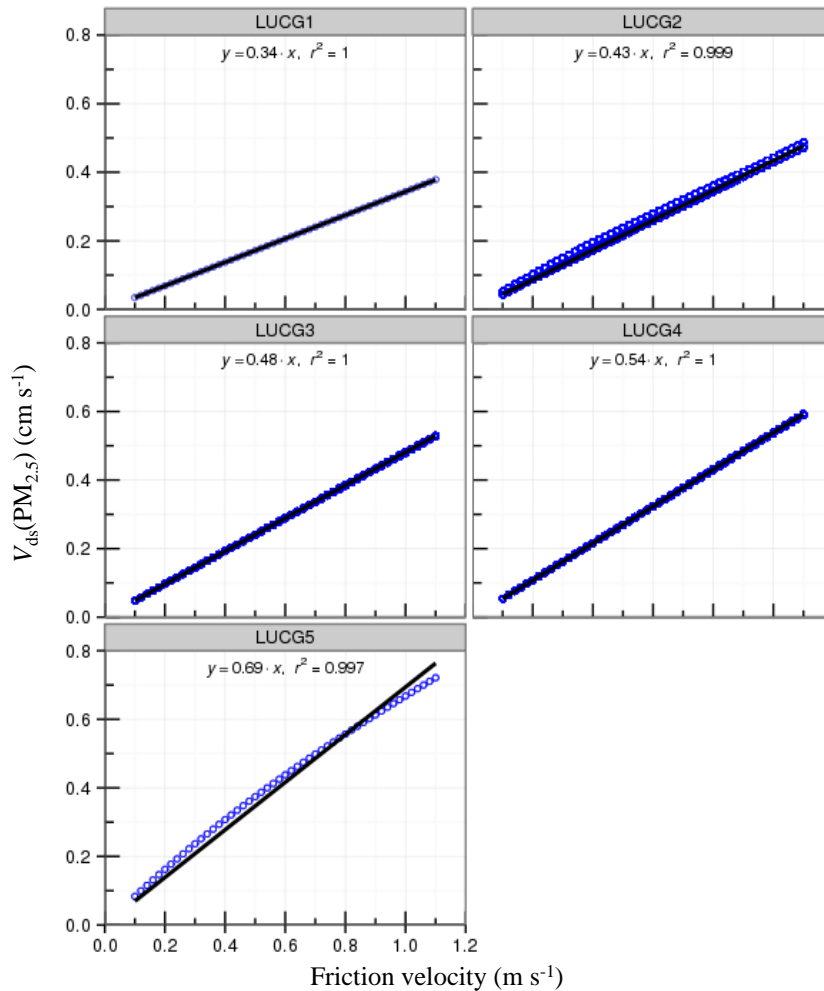 LUCG1
y = 0.34 · x, r² = 1
LUCG2
y = 0.43 · x, r² = 0.999
0.8
0.6
0.4
0.2
0.0
LUCG3
y = 0.48 · x, r² = 1
LUCG4
y = 0.54 · x, r² = 1
0.8
0.6
0.4
0.2
0.0
LUCG5
y = 0.69 · x, r² = 0.997
0.8
0.6
0.4
0.2
0.0
0.0 0.2 0.4 0.6 0.8 1.0 1.2
Vds(PM2.5) (cm s-1)
Friction velocity (m s-1)